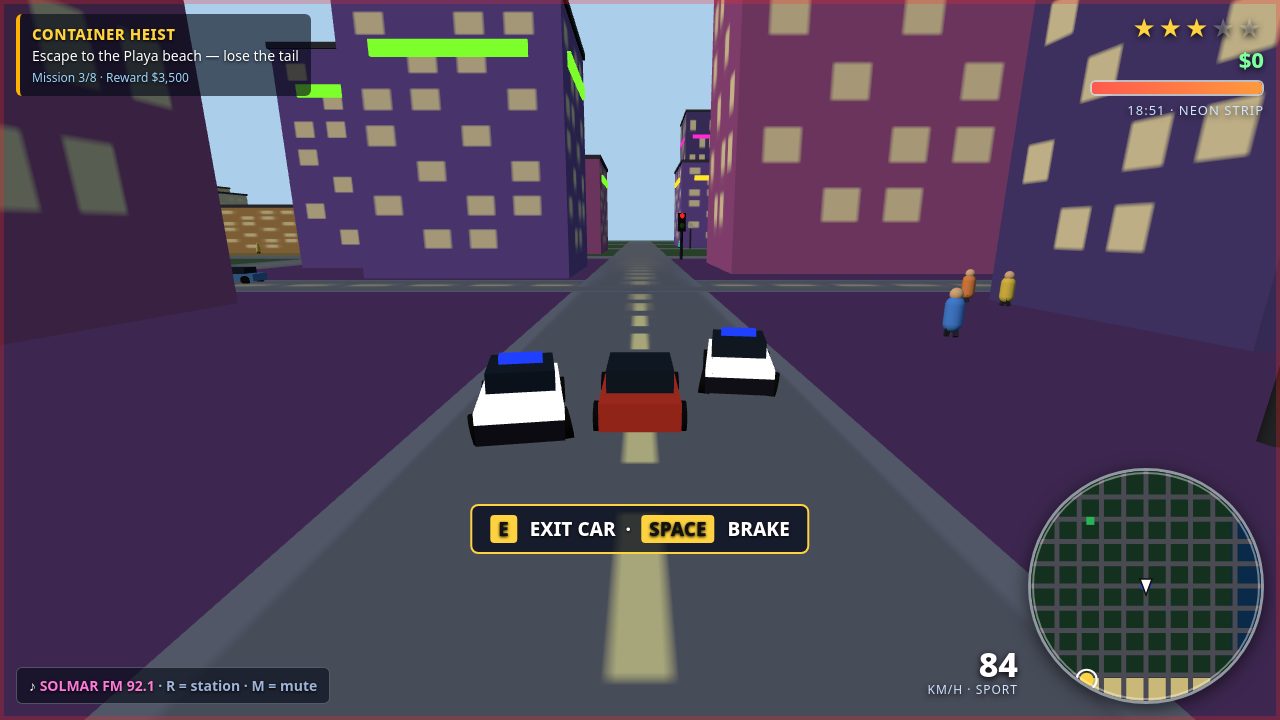 CONTAINER HEIST
Escape to the Playa beach — lose the tail
Mission 3/8 · Reward $3,500
$0
18:51 · NEON STRIP
E EXIT CAR · SPACE BRAKE
84
KM/H · SPORT
♪ SOLMAR FM 92.1 · R = station · M = mute